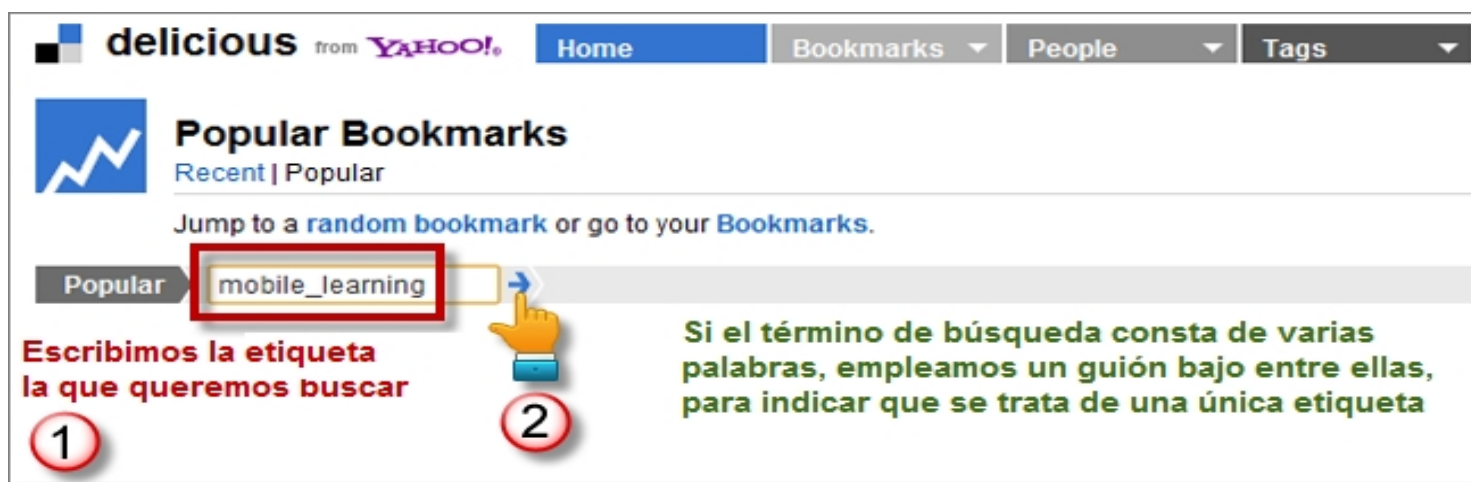 delicious from YAHOO!. Home Bookmarks People Tags
Popular Bookmarks
Recent | Popular
Jump to a random bookmark or go to your Bookmarks.
Popular mobile_learning
Escribimos la etiqueta
la que queremos buscar
1
2
Si el término de búsqueda consta de varias
palabras, empleamos un guión bajo entre ellas,
para indicar que se trata de una única etiqueta